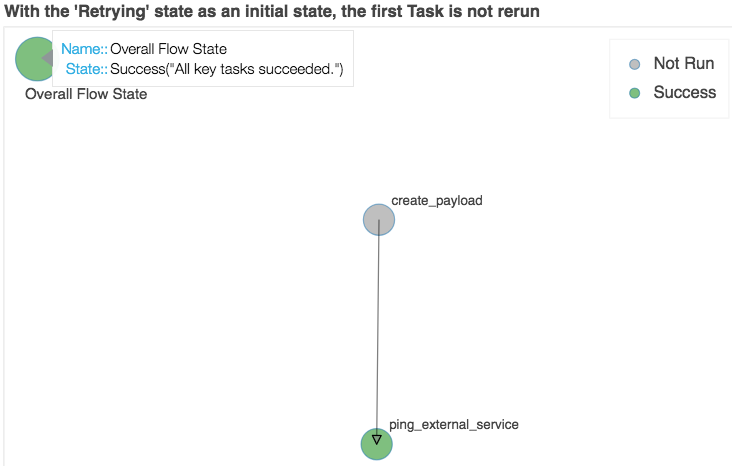 With the 'Retrying' state as an initial state, the first Task is not rerun
Name:: Overall Flow State
State:: Success("All key tasks succeeded.")
Overall Flow State
Not Run
Success
create_payload
ping_external_service